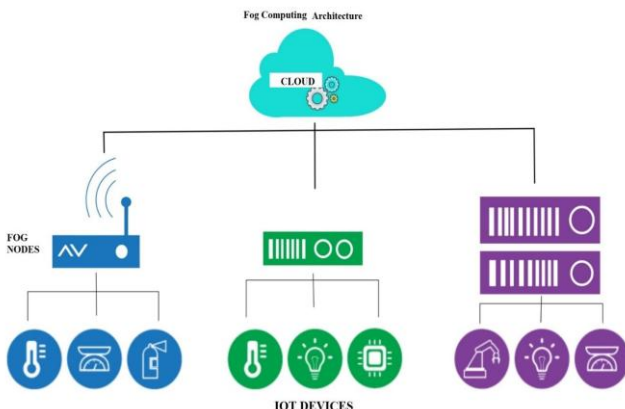 Fog Computing Architecture
CLOUD
FOG
NODES
IOT DEVICES